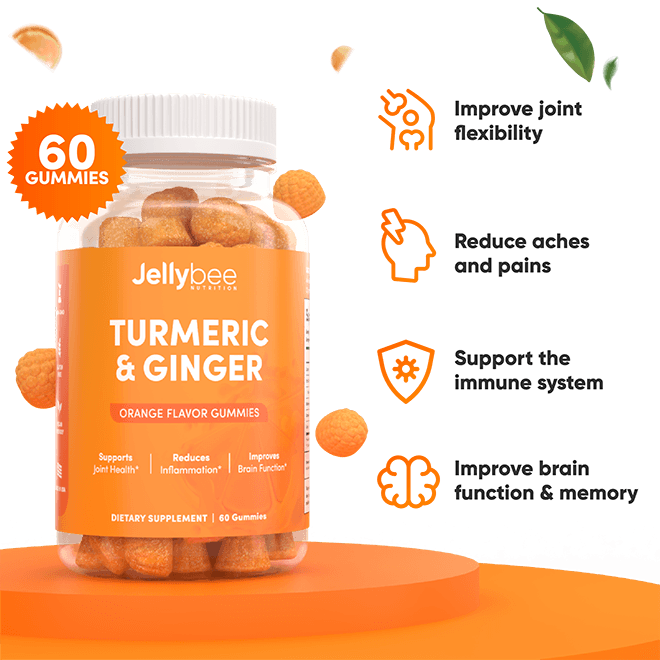 60
GUMMIES
Jellybee
NUTRITION
TURMERIC
& GINGER
ORANGE FLAVOR GUMMIES
Supports
Joint Health*
Reduces
Inflammation*
Improves
Brain Function*
DIETARY SUPPLEMENT | 60 Gummies
Improve joint
flexibility
Reduce aches
and pains
Support the
immune system
Improve brain
function & memory